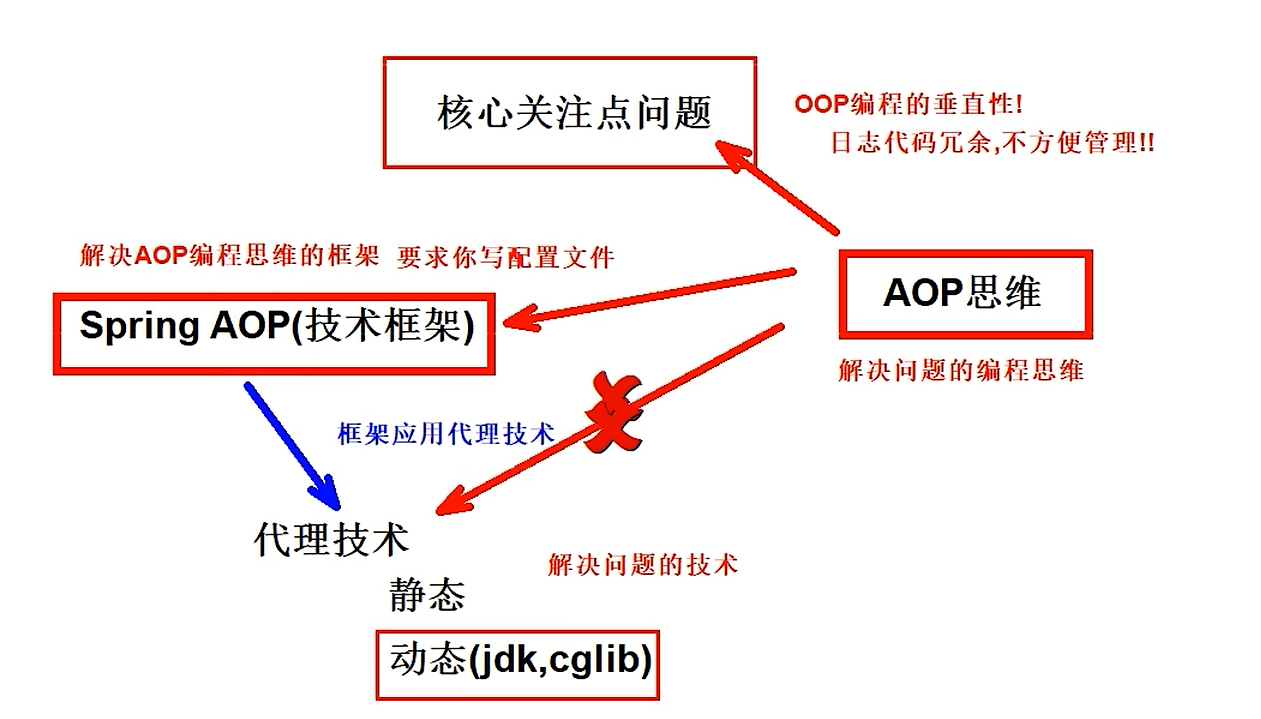 核心关注点问题
OOP编程的垂直性!
日志代码冗余,不方便管理!!
解决AOP编程思维的框架 要求你写配置文件
Spring AOP(技术框架)
AOP思维
解决问题的编程思维
框架应用代理技术
代理技术
解决问题的技术
静态
动态(jdk,cglib)